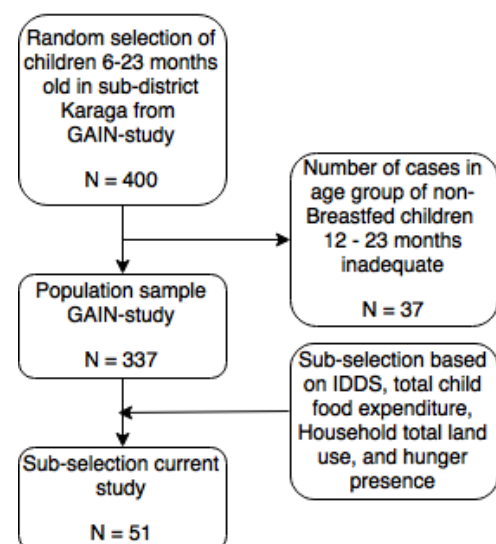 Random selection of
children 6-23 months
old in sub-district
Karaga from
GAIN-study
N = 400
Number of cases in
age group of non-
Breastfed children
12 - 23 months
inadequate
N = 37
Population sample
GAIN-study
N = 337
Sub-selection based
on IDDS, total child
food expenditure,
Household total land
use, and hunger
presence
Sub-selection current
study
N = 51